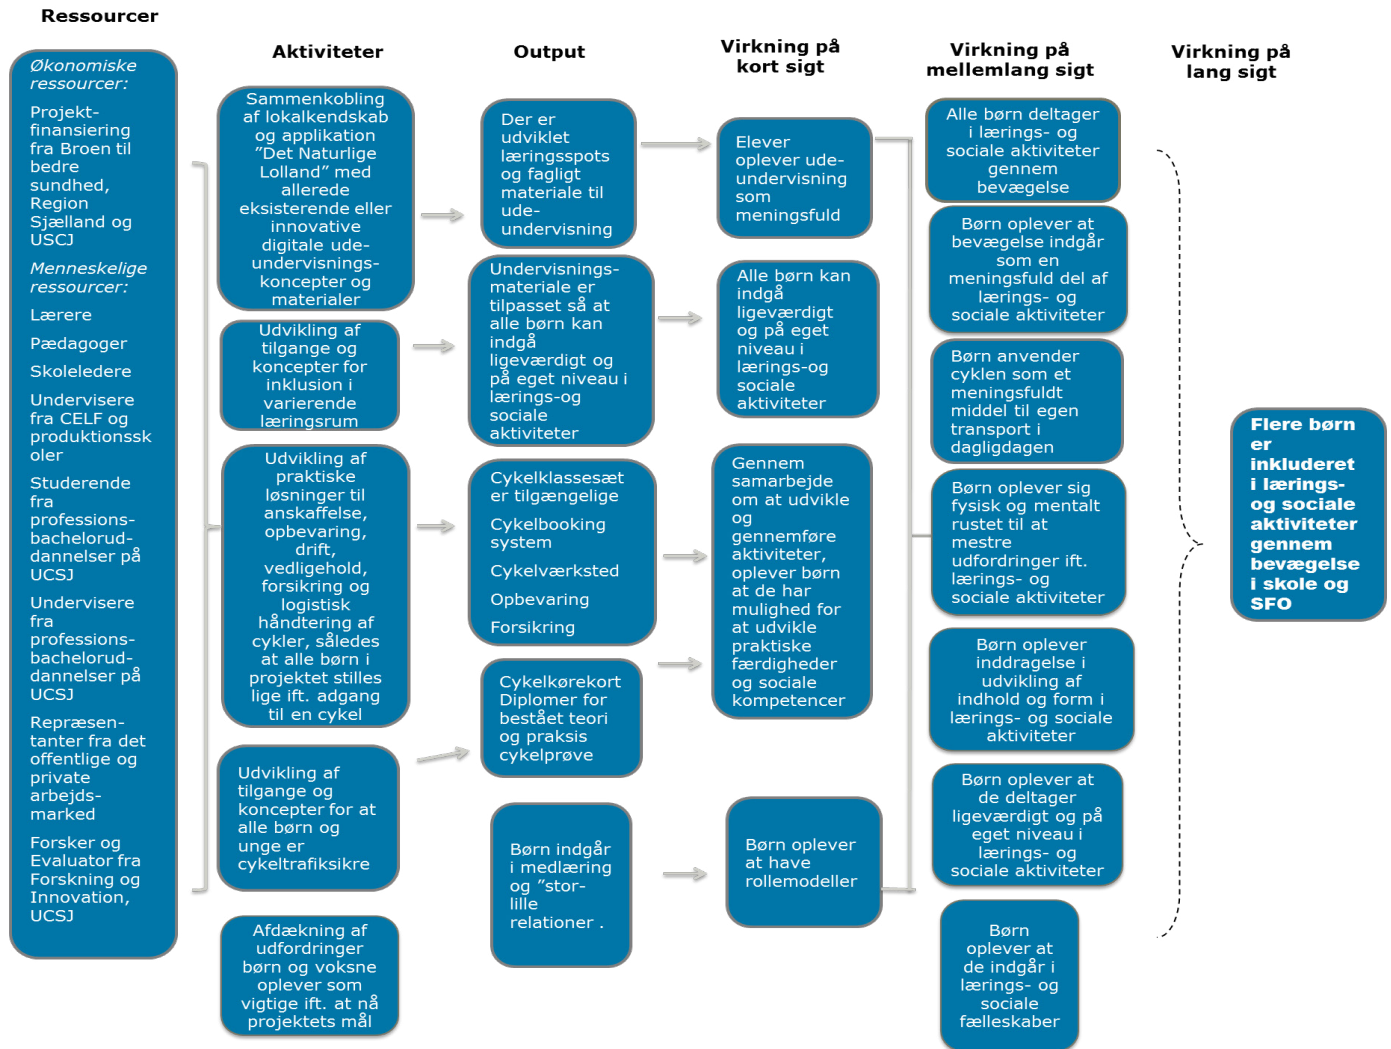 Ressourcer
Økonomiske
ressourcer:
Projekt-
finansiering
fra Broen til
bedre
sundhed,
Region
Sjælland og
USCJ
Menneskelige
ressourcer:
Lærere
Pædagoger
Skoleledere
Undervisere
fra CELF og
produktionssk
oler
Studerende
fra
professions-
bachelorud-
dannelser på
UCSJ
Undervisere
fra
professions-
bachelorud-
dannelser på
UCSJ
Repræsen-
tanter fra det
offentlige og
private
arbejds-
marked
Forsker og
Evaluator fra
Forskning og
Innovation,
UCSJ
Aktiviteter
Sammenkobling
af lokalkendskab
og applikation
”Det Naturlige
Lolland” med
allerede
eksisterende eller
innovative
digitale ude-
undervisnings-
koncepter og
materialer
Udvikling af
tilgange og
koncepter for
inklusion i
varierende
læringsrum
Udvikling af
praktiske
løsninger til
anskaffelse,
opbevaring,
drift,
vedligehold,
forsikring og
logistisk
håndtering af
cykler, således
at alle børn i
projektet stilles
lige ift. adgang
til en cykel
Udvikling af
tilgange og
koncepter for at
alle børn og
unge er
cykeltrafiksikre
Afdækning af
udfordringer
børn og voksne
oplever som
vigtige ift. at nå
projektets mål
Output
Der er
udviklet
læringsspots
og fagligt
materiale til
ude-
undervisning
Undervisnings-
materiale er
tilpasset så at
alle børn kan
indgå
ligeværdigt og
på eget niveau i
lærings-og
sociale
aktiviteter
Cykelklassesæt
er tilgængelige
Cykelbooking
system
Cykelværksted
Opbevaring
Forsikring
Cykelkørekort
Diplomer for
bestået teori
og praksis
cykelprøve
Børn indgår
i medlæring
og ”stor-
lille
relationer .
Virkning på
kort sigt
Elever
oplever ude-
undervisning
som
meningsfuld
Alle børn kan
indgå
ligeværdigt
og på eget
niveau i
lærings-og
sociale
aktiviteter
Gennem
samarbejde
om at udvikle
og
gennemføre
aktiviteter,
oplever børn
at de har
mulighed for
at udvikle
praktiske
færdigheder
og sociale
kompetencer
Børn oplever
at have
rollemodeller
Virkning på
mellemlang sigt
Alle børn deltager
i lærings- og
sociale aktiviteter
gennem
bevægelse
Børn oplever at
bevægelse indgår
som en
meningsfuld del af
lærings- og
sociale aktiviteter
Børn anvender
cyklen som et
meningsfuldt
middel til egen
transport i
dagligdagen
Børn oplever sig
fysisk og mentalt
rustet til at
mestre
udfordringer ift.
lærings- og
sociale aktiviteter
Børn oplever
inddragelse i
udvikling af
indhold og form i
lærings- og sociale
aktiviteter
Børn oplever at
de deltager
ligeværdigt og på
eget niveau i
lærings- og
sociale aktiviteter
Børn
oplever at
de indgår i
lærings- og
sociale
fælleskaber
Virkning på
lang sigt
Flere børn
er
inkluderet
i lærings-
og sociale
aktiviteter
gennem
bevægelse
i skole og
SFO